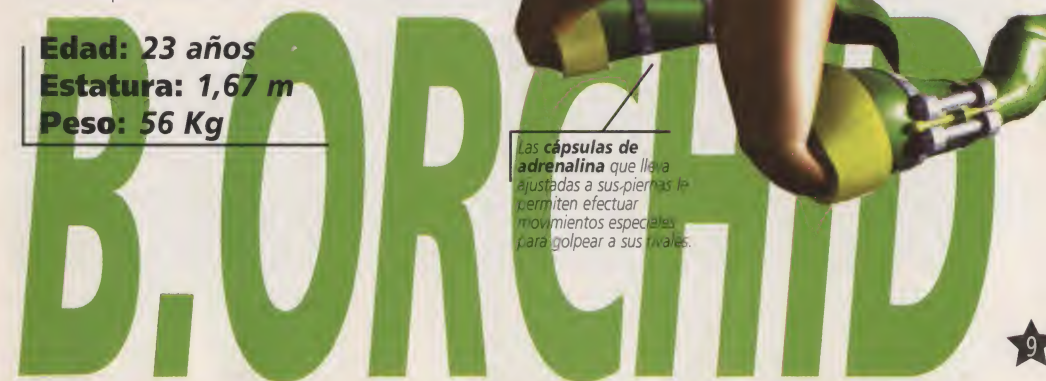 Edad: 23 años
Estatura: 1,67 m
Peso: 56 Kg
Las cápsulas de
adrenalina que lleva
ajustadas a sus piernas le
permiten efectuar
movimientos especiales
para golpear a sus rivales.
B.ORCHID
9